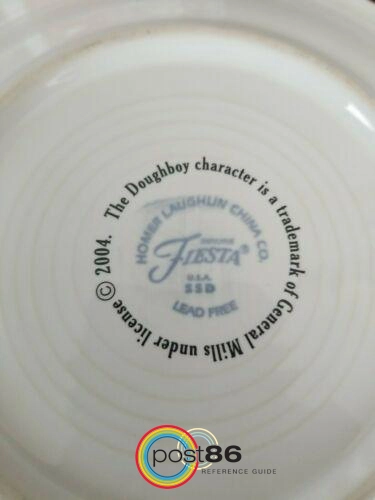 © 2004. The Doughboy character is a trademark of General Mills under license
HOMER LAUGHLIN CHINA CO.
GENUINE
FIESTA®
U.S.A.
SSD
LEAD FREE
post86
REFERENCE GUIDE